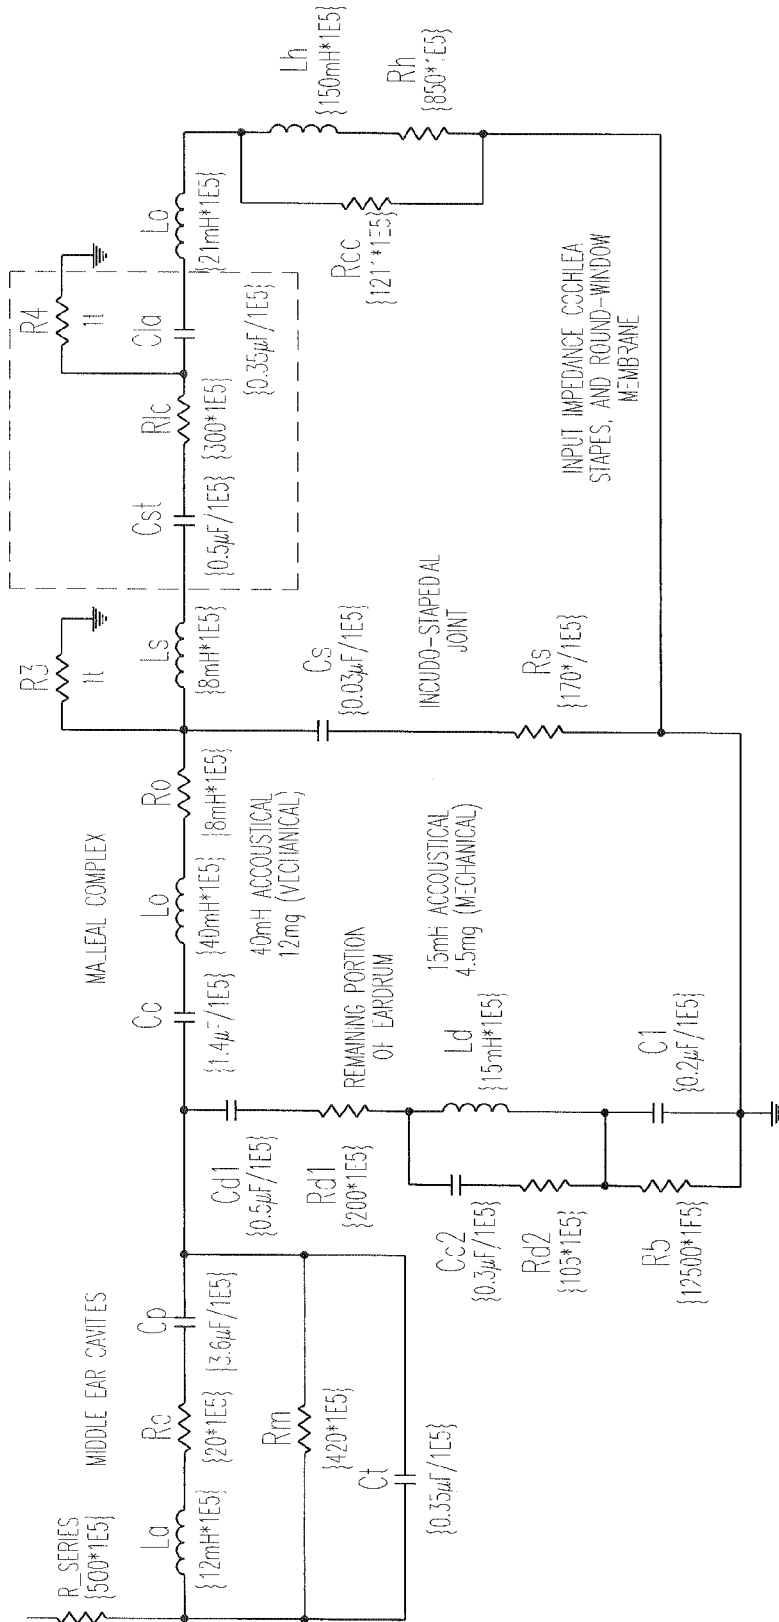 R_SERIES
{500*1E5}
MIDDLE EAR CAVITES
La
{12mH*1E5}
Ra
{20*1E5}
Cp
{3.6µF/1E5}
Rm
{420*1E5}
Ct
{0.35µF/1E5}
Cd1
{0.5µF/1E5}
Rd1
{200*1E5}
REMAINING PORTION
OF EARDRUM
Cc2
{0.3µF/1E5}
Rd2
{105*1E5}
Ld
{15mH*1E5}
15mH ACCOUSTICAL
4.5mg (MECHANICAL)
Rb
{12500*1E5}
C1
{0.2µF/1E5}
MALLEAL COMPLEX
Cc
{1.4µF/1E5}
Lo
{40mH*1E5}
40mH ACCOUSTICAL
12mg (MECHANICAL)
Ro
{8mH*1E5}
R3
1t
Ls
{8mH*1E5}
Cs
{0.03µF/1E5}
INCUDO-STAPEDAL
JOINT
Rs
{170*/1E5}
Cst
{0.5µF/1E5}
Rlc
{300*1E5}
R4
1t
Cla
{0.35µF/1E5}
Lo
{21mH*1E5}
Lh
{150mH*1E5}
Rh
{850*1E5}
Rcc
{1211*1E5}
INPUT IMPEDANCE COCHLEA
STAPES, AND ROUND-WINDOW
MEMBRANE